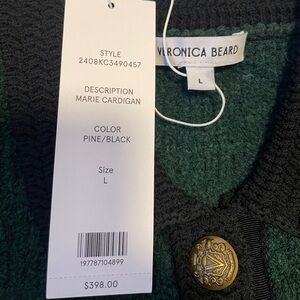 STYLE
2408KC3490457
DESCRIPTION
MARIE CARDIGAN
COLOR
PINE/BLACK
Size
L
197787104899
$398.00
VERONICA BEARD
L